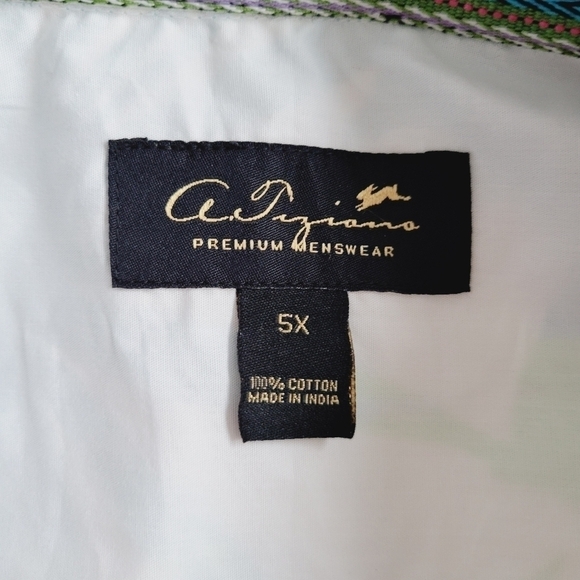 A. Tiziano
PREMIUM MENSWEAR
5X
100% COTTON
MADE IN INDIA